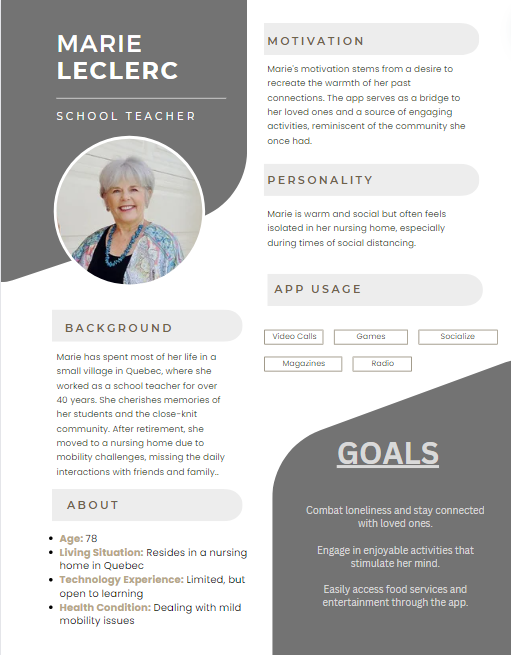 MARIE
LECLERC
SCHOOL TEACHER
BACKGROUND
Marie has spent most of her life in a
small village in Quebec, where she
worked as a school teacher for over
40 years. She cherishes memories of
her students and the close-knit
community. After retirement, she
moved to a nursing home due to
mobility challenges, missing the daily
interactions with friends and family..
ABOUT
• Age: 78
• Living Situation: Resides in a nursing
home in Quebec
• Technology Experience: Limited, but
open to learning
• Health Condition: Dealing with mild
mobility issues
MOTIVATION
Marie's motivation stems from a desire to
recreate the warmth of her past
connections. The app serves as a bridge to
her loved ones and a source of engaging
activities, reminiscent of the community she
once had.
PERSONALITY
Marie is warm and social but often feels
isolated in her nursing home, especially
during times of social distancing.
APP USAGE
Video Calls Games Socialize
Magazines Radio
GOALS
Combat loneliness and stay connected
with loved ones.
Engage in enjoyable activities that
stimulate her mind.
Easily access food services and
entertainment through the app.